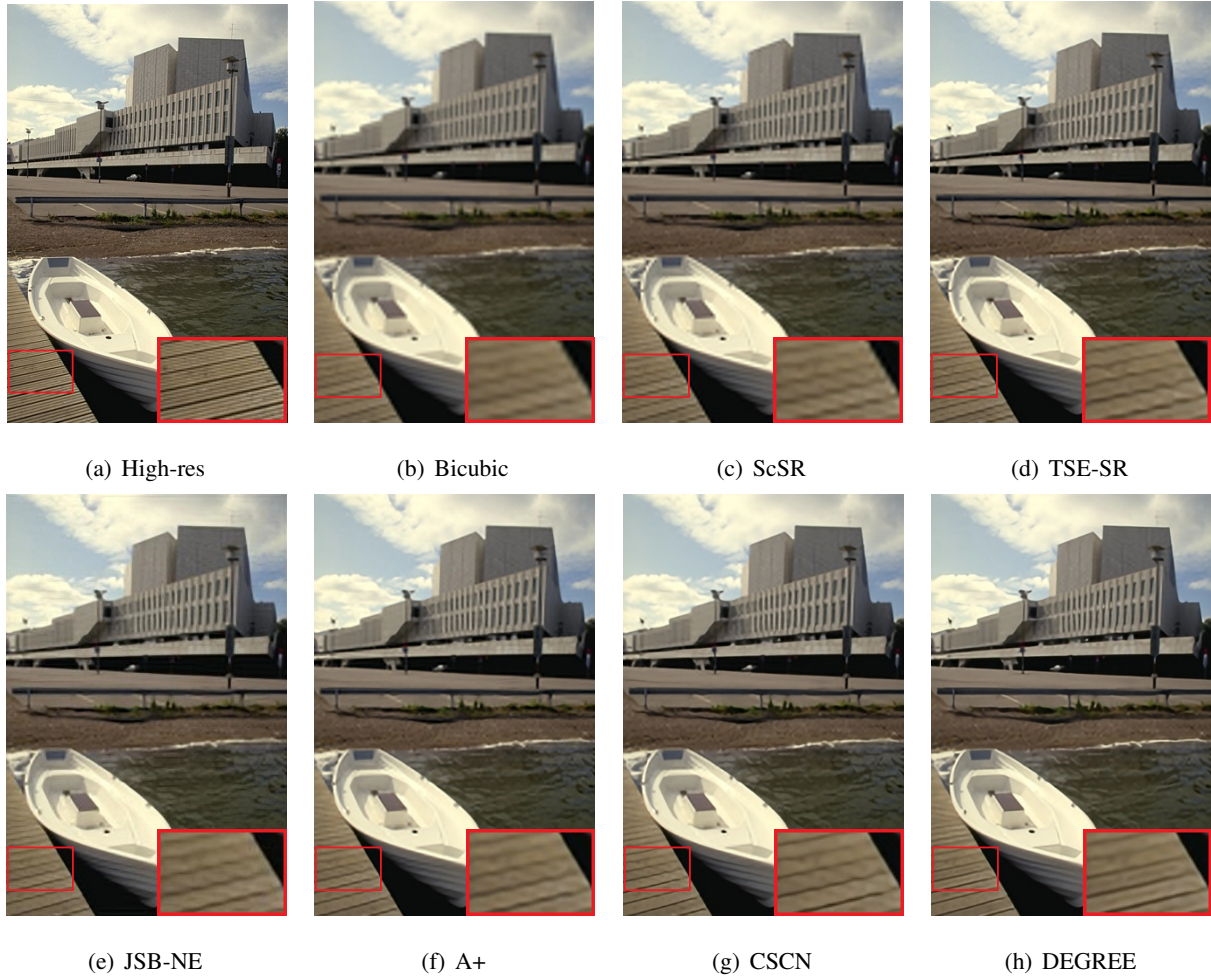 (a) High-res
(b) Bicubic
(c) ScSR
(d) TSE-SR
(e) JSB-NE
(f) A+
(g) CSCN
(h) DEGREE